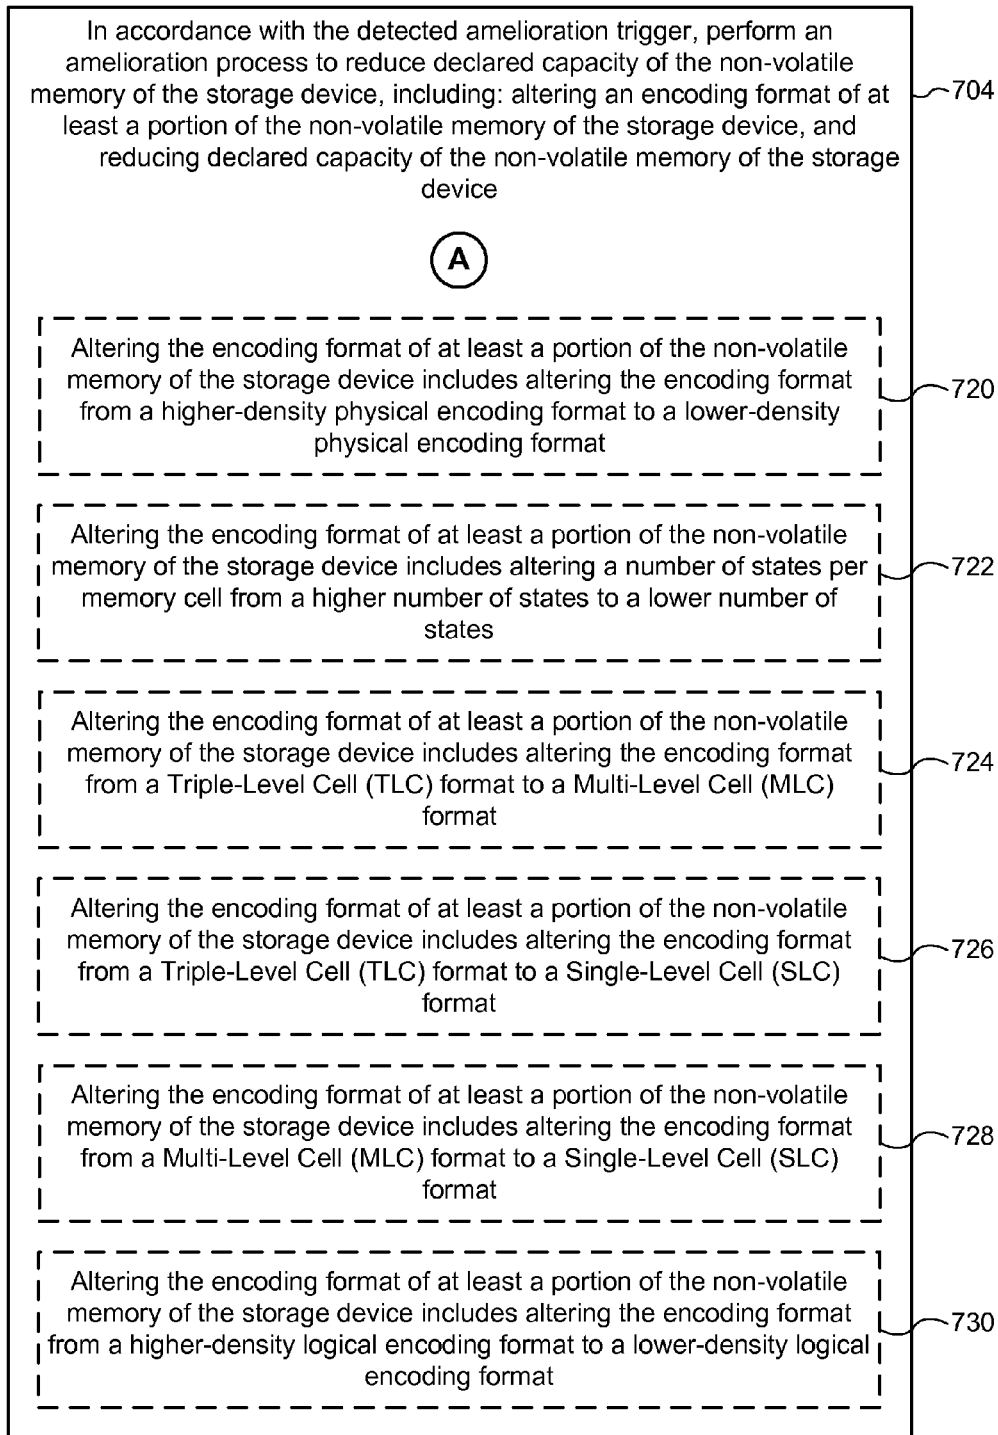 In accordance with the detected amelioration trigger, perform an
amelioration process to reduce declared capacity of the non-volatile
memory of the storage device, including: altering an encoding format of at
least a portion of the non-volatile memory of the storage device, and
reducing declared capacity of the non-volatile memory of the storage
device
704
A
Altering the encoding format of at least a portion of the non-volatile
memory of the storage device includes altering the encoding format
from a higher-density physical encoding format to a lower-density
physical encoding format
720
Altering the encoding format of at least a portion of the non-volatile
memory of the storage device includes altering a number of states per
memory cell from a higher number of states to a lower number of
states
722
Altering the encoding format of at least a portion of the non-volatile
memory of the storage device includes altering the encoding format
from a Triple-Level Cell (TLC) format to a Multi-Level Cell (MLC)
format
724
Altering the encoding format of at least a portion of the non-volatile
memory of the storage device includes altering the encoding format
from a Triple-Level Cell (TLC) format to a Single-Level Cell (SLC)
format
726
Altering the encoding format of at least a portion of the non-volatile
memory of the storage device includes altering the encoding format
from a Multi-Level Cell (MLC) format to a Single-Level Cell (SLC)
format
728
Altering the encoding format of at least a portion of the non-volatile
memory of the storage device includes altering the encoding format
from a higher-density logical encoding format to a lower-density logical
encoding format
730